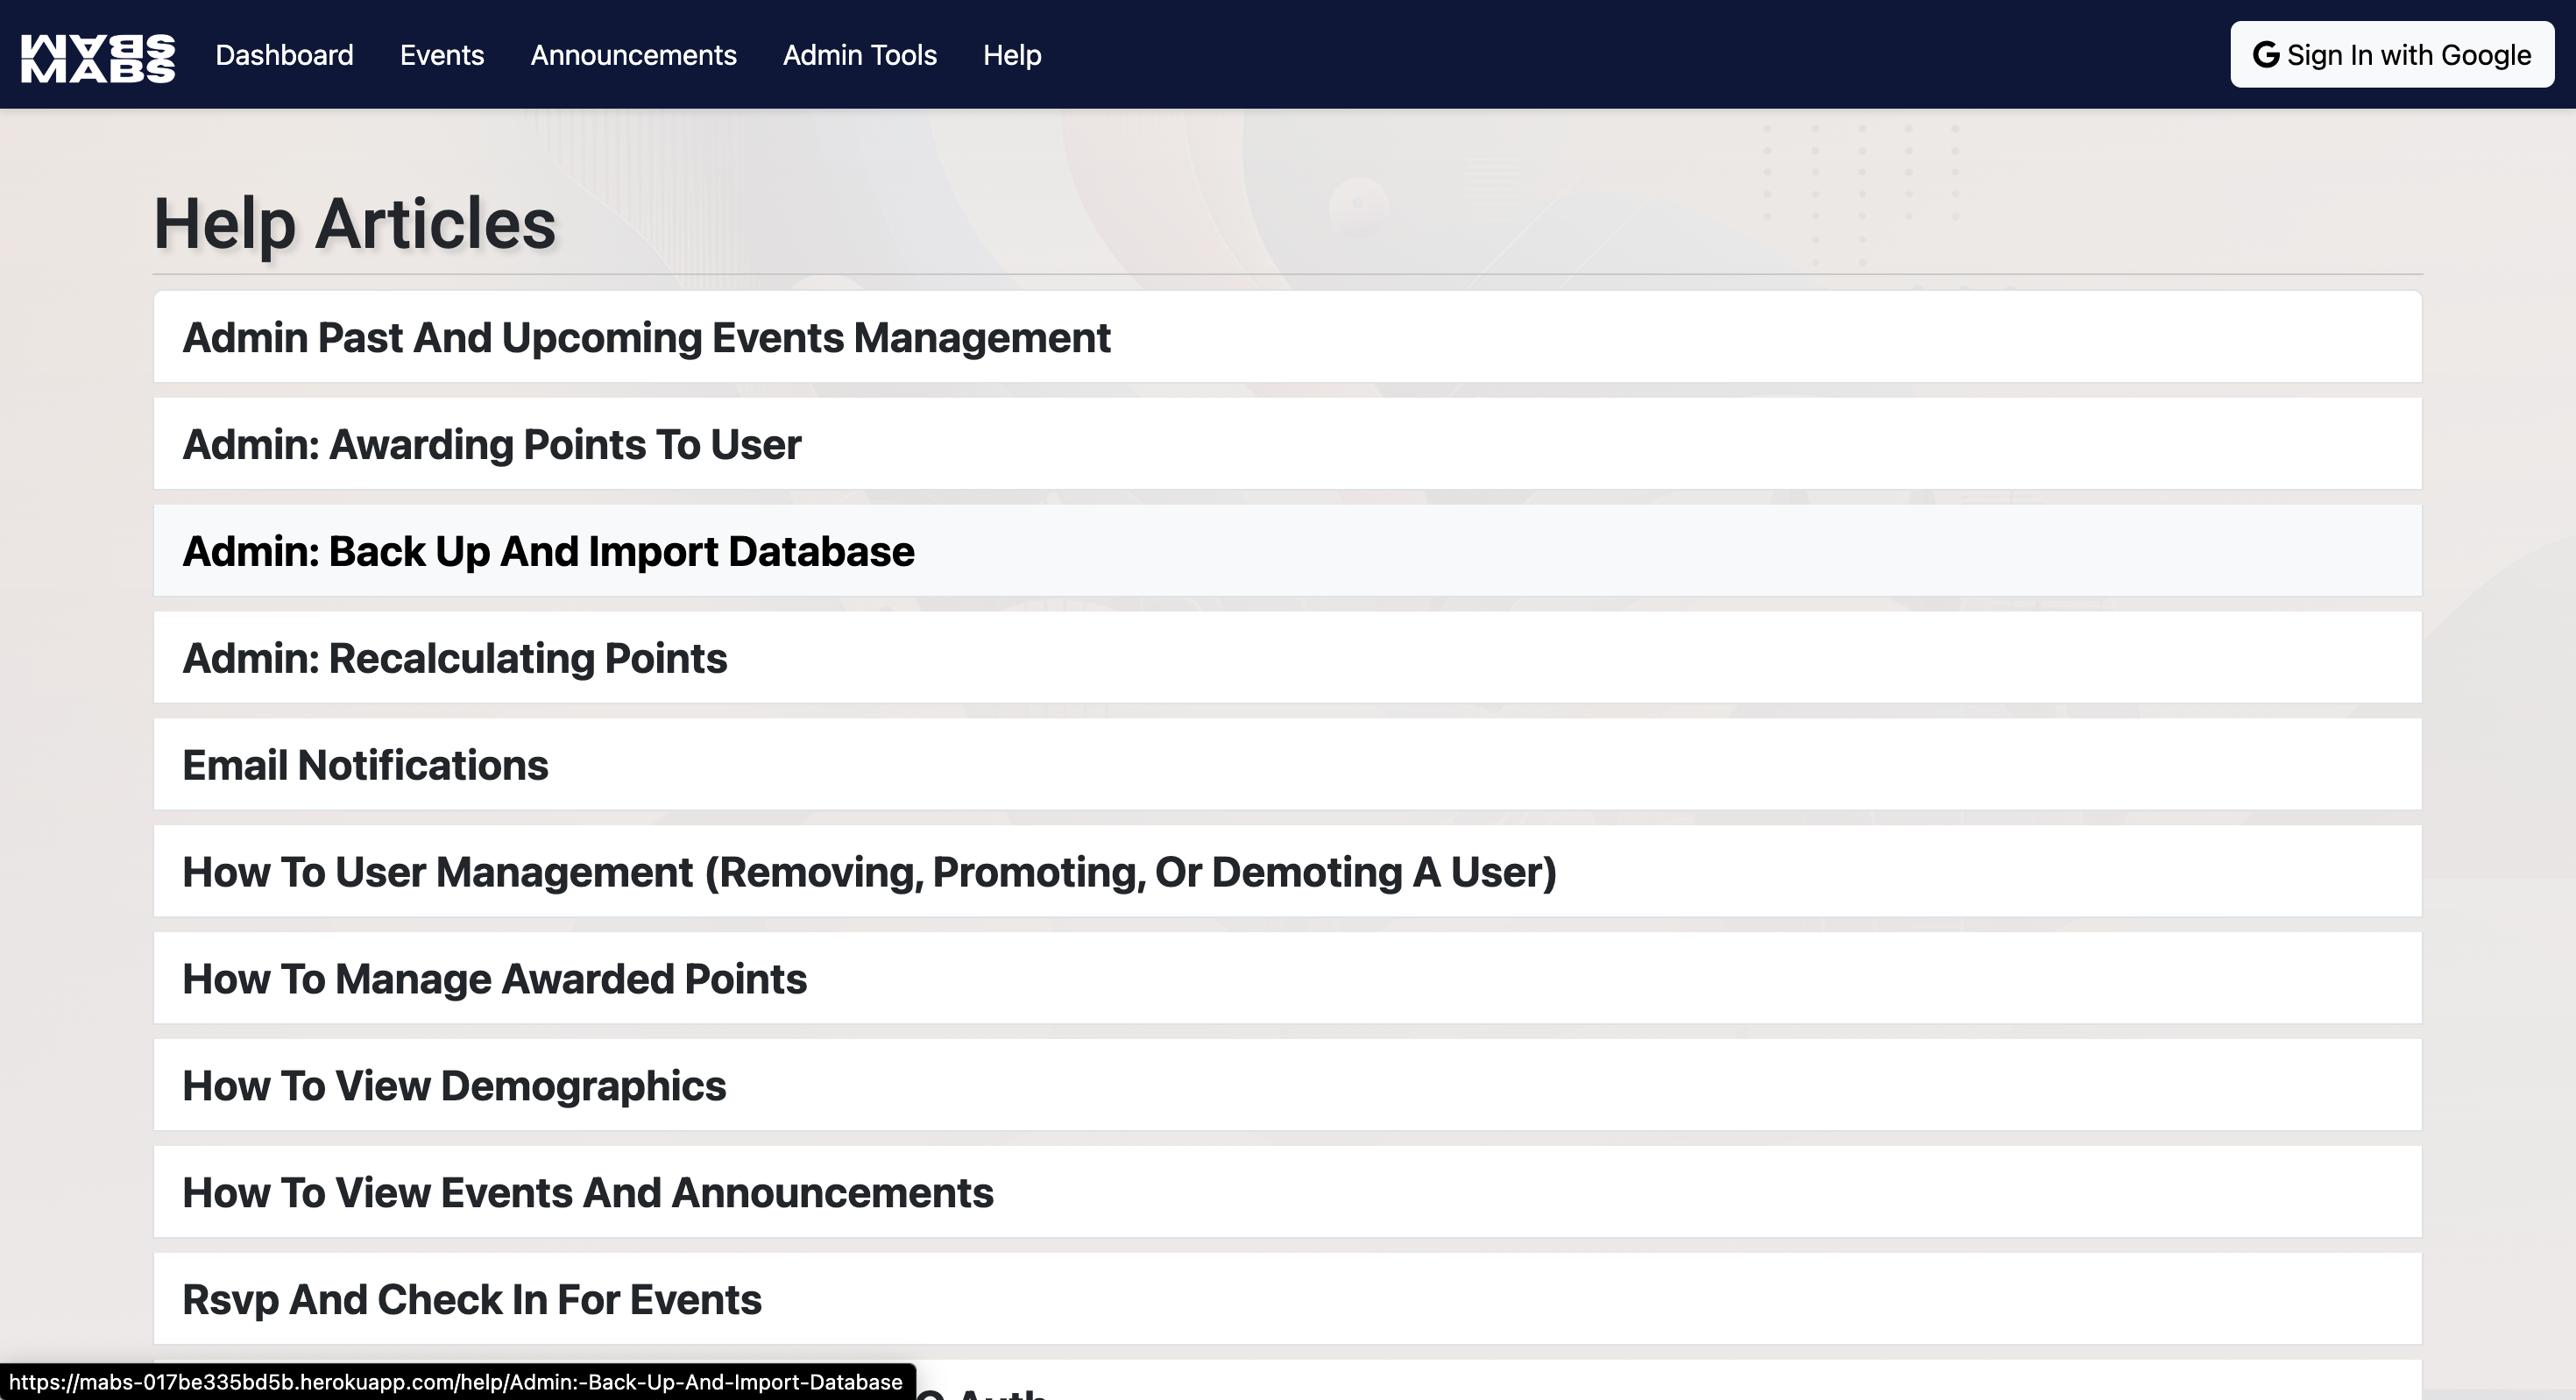 MABS
MABS
Dashboard
Events
Announcements
Admin Tools
Help
Sign In with Google
Help Articles
Admin Past And Upcoming Events Management
Admin: Awarding Points To User
Admin: Back Up And Import Database
Admin: Recalculating Points
Email Notifications
How To User Management (Removing, Promoting, Or Demoting A User)
How To Manage Awarded Points
How To View Demographics
How To View Events And Announcements
Rsvp And Check In For Events
Auth
https://mabs-017be335bd5b.herokuapp.com/help/Admin:-Back-Up-And-Import-Database